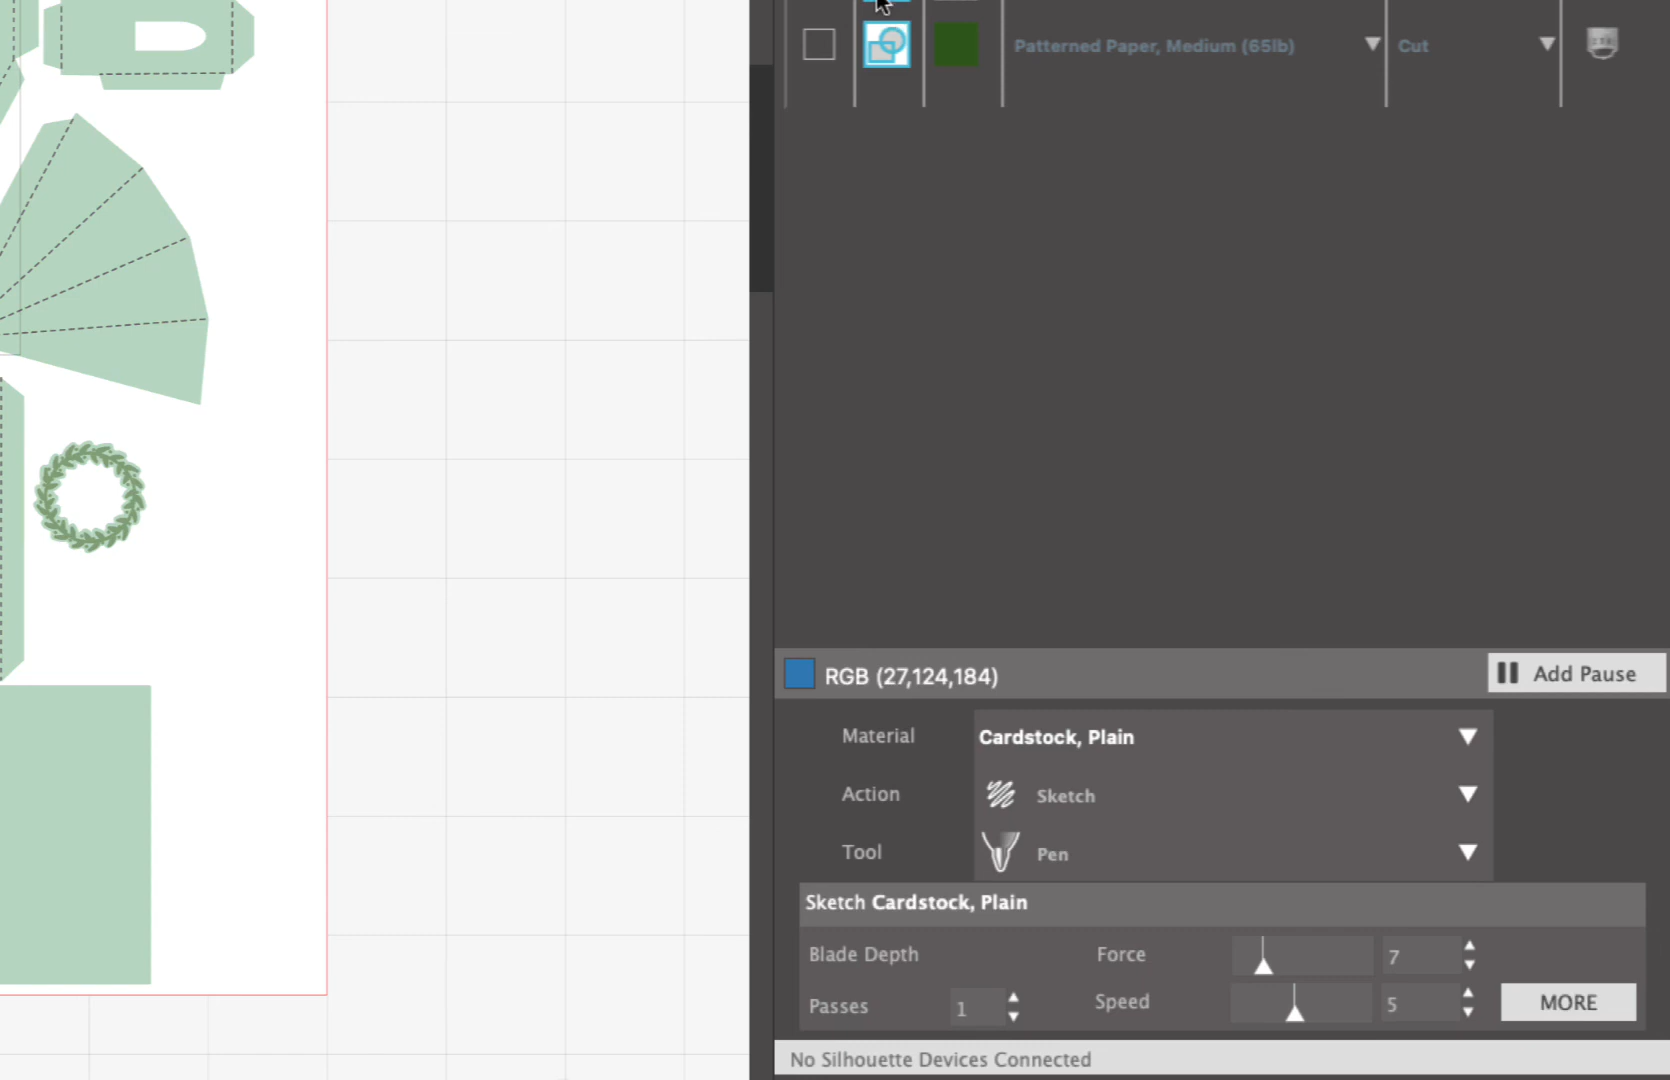 Patterned Paper, Medium (65lb) Cut
RGB (27,124,184) Add Pause
Material Cardstock, Plain
Action Sketch
Tool Pen
Sketch Cardstock, Plain
Blade Depth Force 7
Passes 1 Speed 5 MORE
No Silhouette Devices Connected